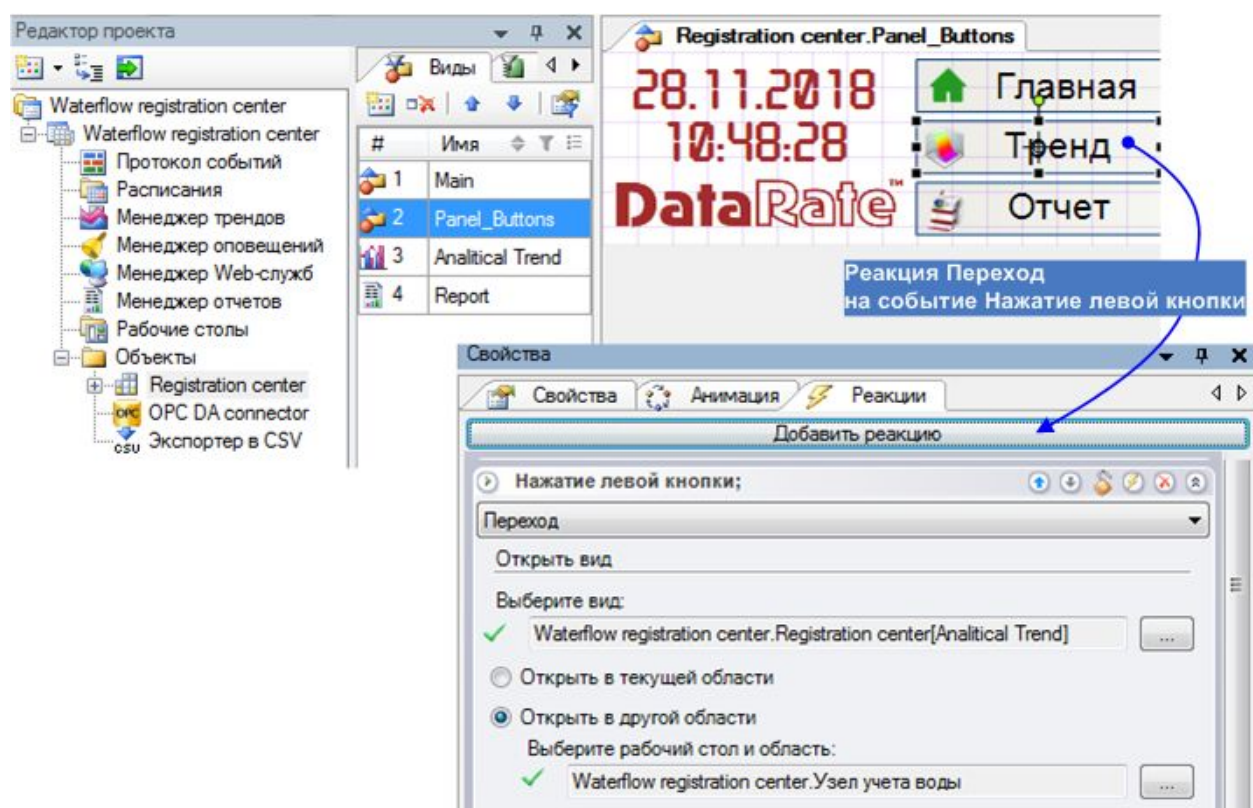 Редактор проекта
Waterflow registration center
Waterflow registration center
Протокол событий
Расписания
Менеджер трендов
Менеджер оповещений
Менеджер Web-служб
Менеджер отчетов
Рабочие столы
Объекты
Registration center
OPC OPC DA connector
csu Экспортер в CSV
Виды
# Имя
1 Main
2 Panel_Buttons
3 Analitical Trend
4 Report
Registration center.Panel_Buttons
28.11.2018
10:48:28
DataRate™
Главная
Тренд
Отчет
Реакция Переход
на событие Нажатие левой кнопки
Свойства
Свойства Анимация Реакции
Добавить реакцию
Нажатие левой кнопки;
Переход
Открыть вид
Выберите вид:
Waterflow registration center.Registration center[Analitical Trend] ...
Открыть в текущей области
Открыть в другой области
Выберите рабочий стол и область:
Waterflow registration center.Узел учета воды ...